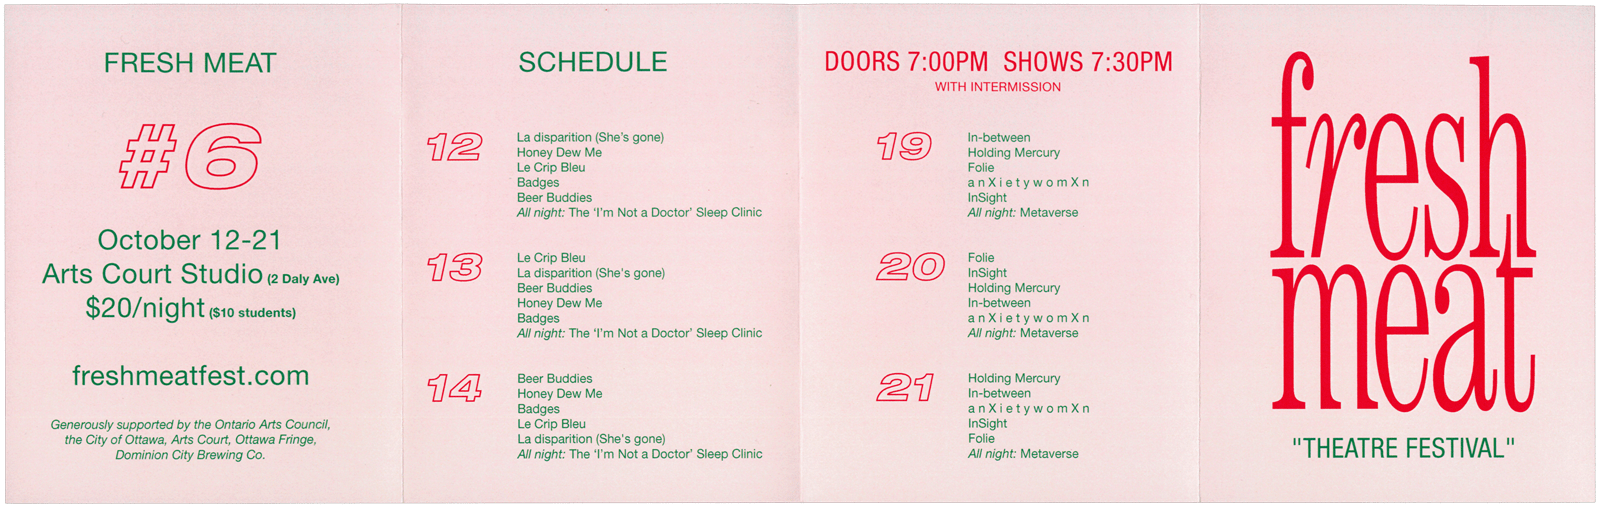 FRESH MEAT
#6
October 12-21
Arts Court Studio (2 Daly Ave)
$20/night ($10 students)
freshmeatfest.com
Generously supported by the Ontario Arts Council,
the City of Ottawa, Arts Court, Ottawa Fringe,
Dominion City Brewing Co.
SCHEDULE
12
La disparition (She's gone)
Honey Dew Me
Le Crip Bleu
Badges
Beer Buddies
All night: The ‘I’m Not a Doctor’ Sleep Clinic
13
Le Crip Bleu
La disparition (She's gone)
Beer Buddies
Honey Dew Me
Badges
All night: The ‘I’m Not a Doctor’ Sleep Clinic
14
Beer Buddies
Honey Dew Me
Badges
Le Crip Bleu
La disparition (She's gone)
All night: The ‘I’m Not a Doctor’ Sleep Clinic
DOORS 7:00PM SHOWS 7:30PM
WITH INTERMISSION
19
In-between
Holding Mercury
Folie
a n X i e t y w o m X n
InSight
All night: Metaverse
20
Folie
InSight
Holding Mercury
In-between
a n X i e t y w o m X n
All night: Metaverse
21
Holding Mercury
In-between
a n X i e t y w o m X n
InSight
Folie
All night: Metaverse
fresh
meat
"THEATRE FESTIVAL"